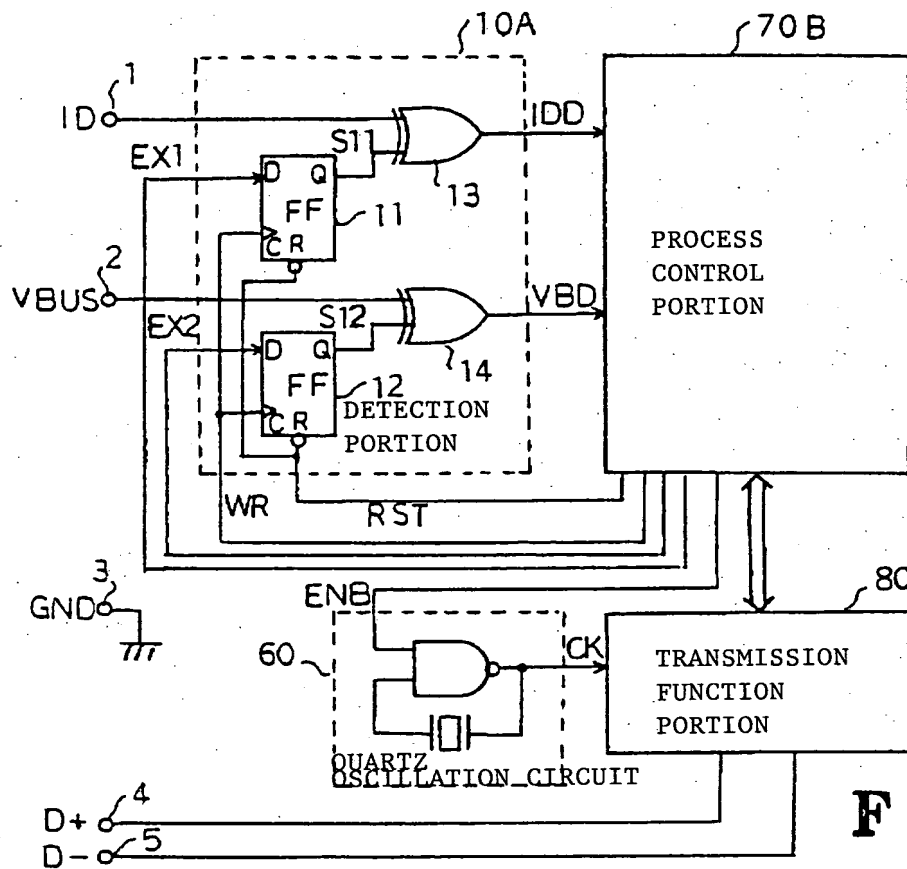 10A
70B
1
ID
IDD
S11
EX1
D Q
FF
C R
11
13
PROCESS
CONTROL
PORTION
2
VBUS
VBD
EX2
S12
D Q
FF
C R
12
14
DETECTION
PORTION
WR
RST
3
GND
ENB
80
60
CK
TRANSMISSION
FUNCTION
PORTION
QUARTZ
OSCILLATION CIRCUIT
4
D+
5
D-
F